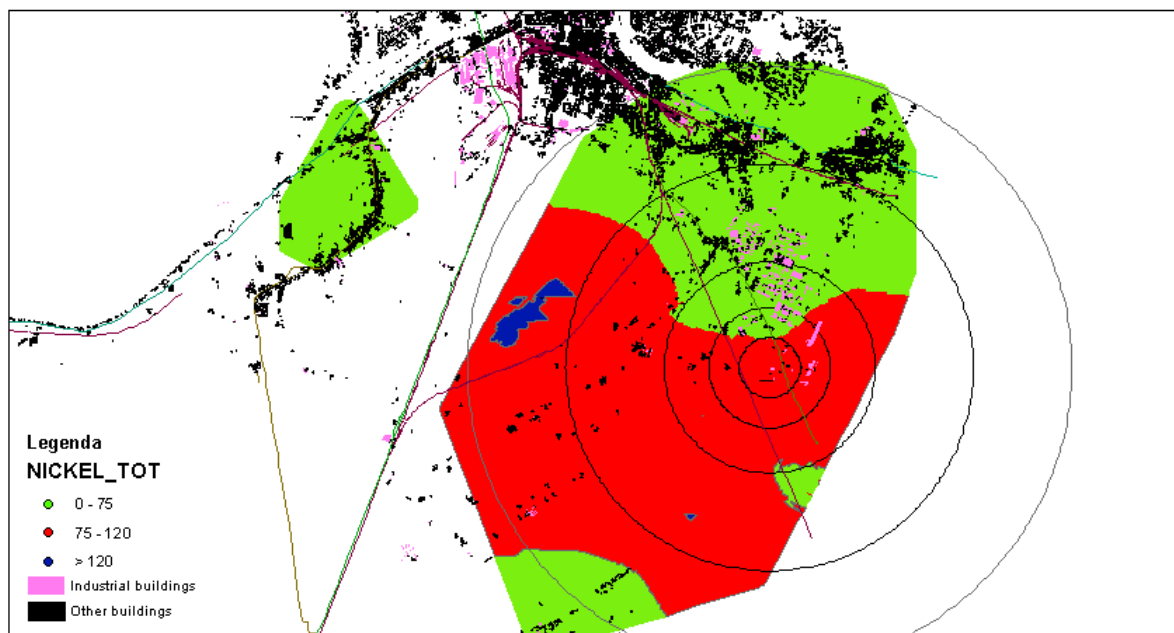 Legenda
NICKEL_TOT
0 - 75
75 - 120
> 120
Industrial buildings
Other buildings